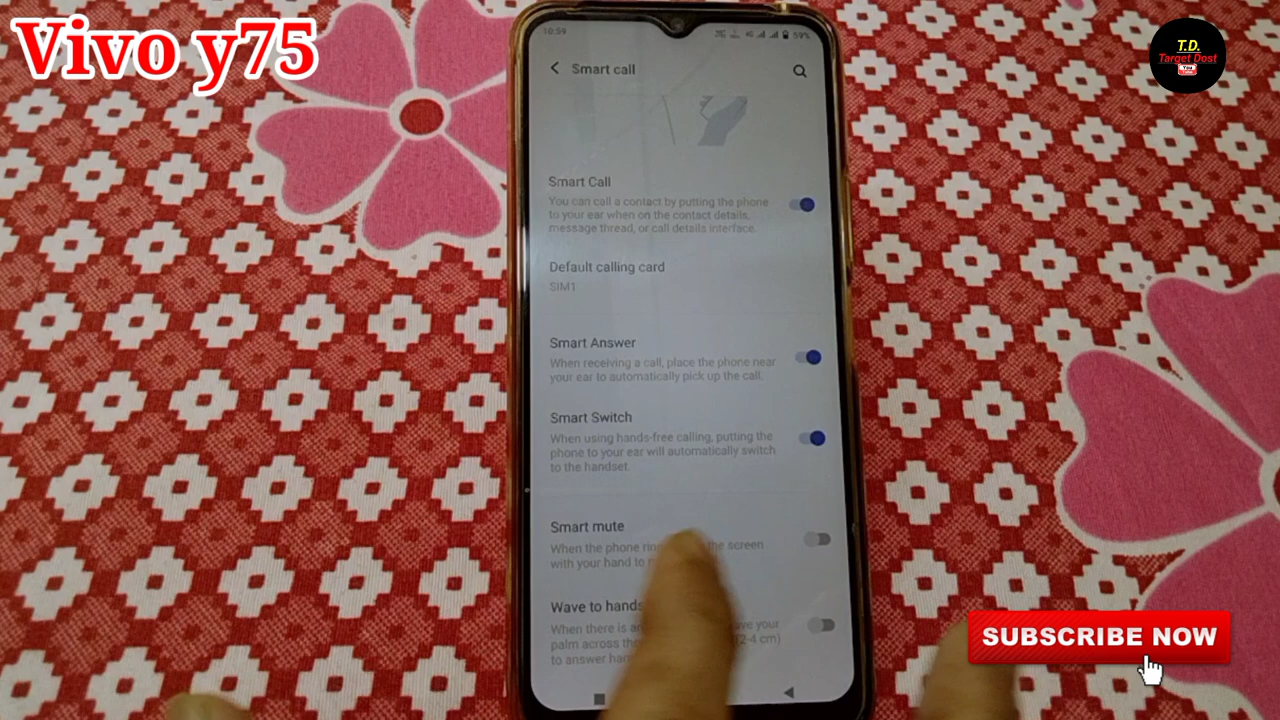 Vivo y75
T.D.
Target Dost
You
Tube
10:59
59%
Smart call
Smart Call
You can call a contact by putting the phone
to your ear when on the contact details,
message thread, or call details interface.
Default calling card
SIM1
Smart Answer
When receiving a call, place the phone near
your ear to automatically pick up the call.
Smart Switch
When using hands-free calling, putting the
phone to your ear will automatically switch
to the handset.
Smart mute
When the phone the screen
with your hand to
Wave to
When there is your
palm across (2-4 cm)
to answer
SUBSCRIBE NOW